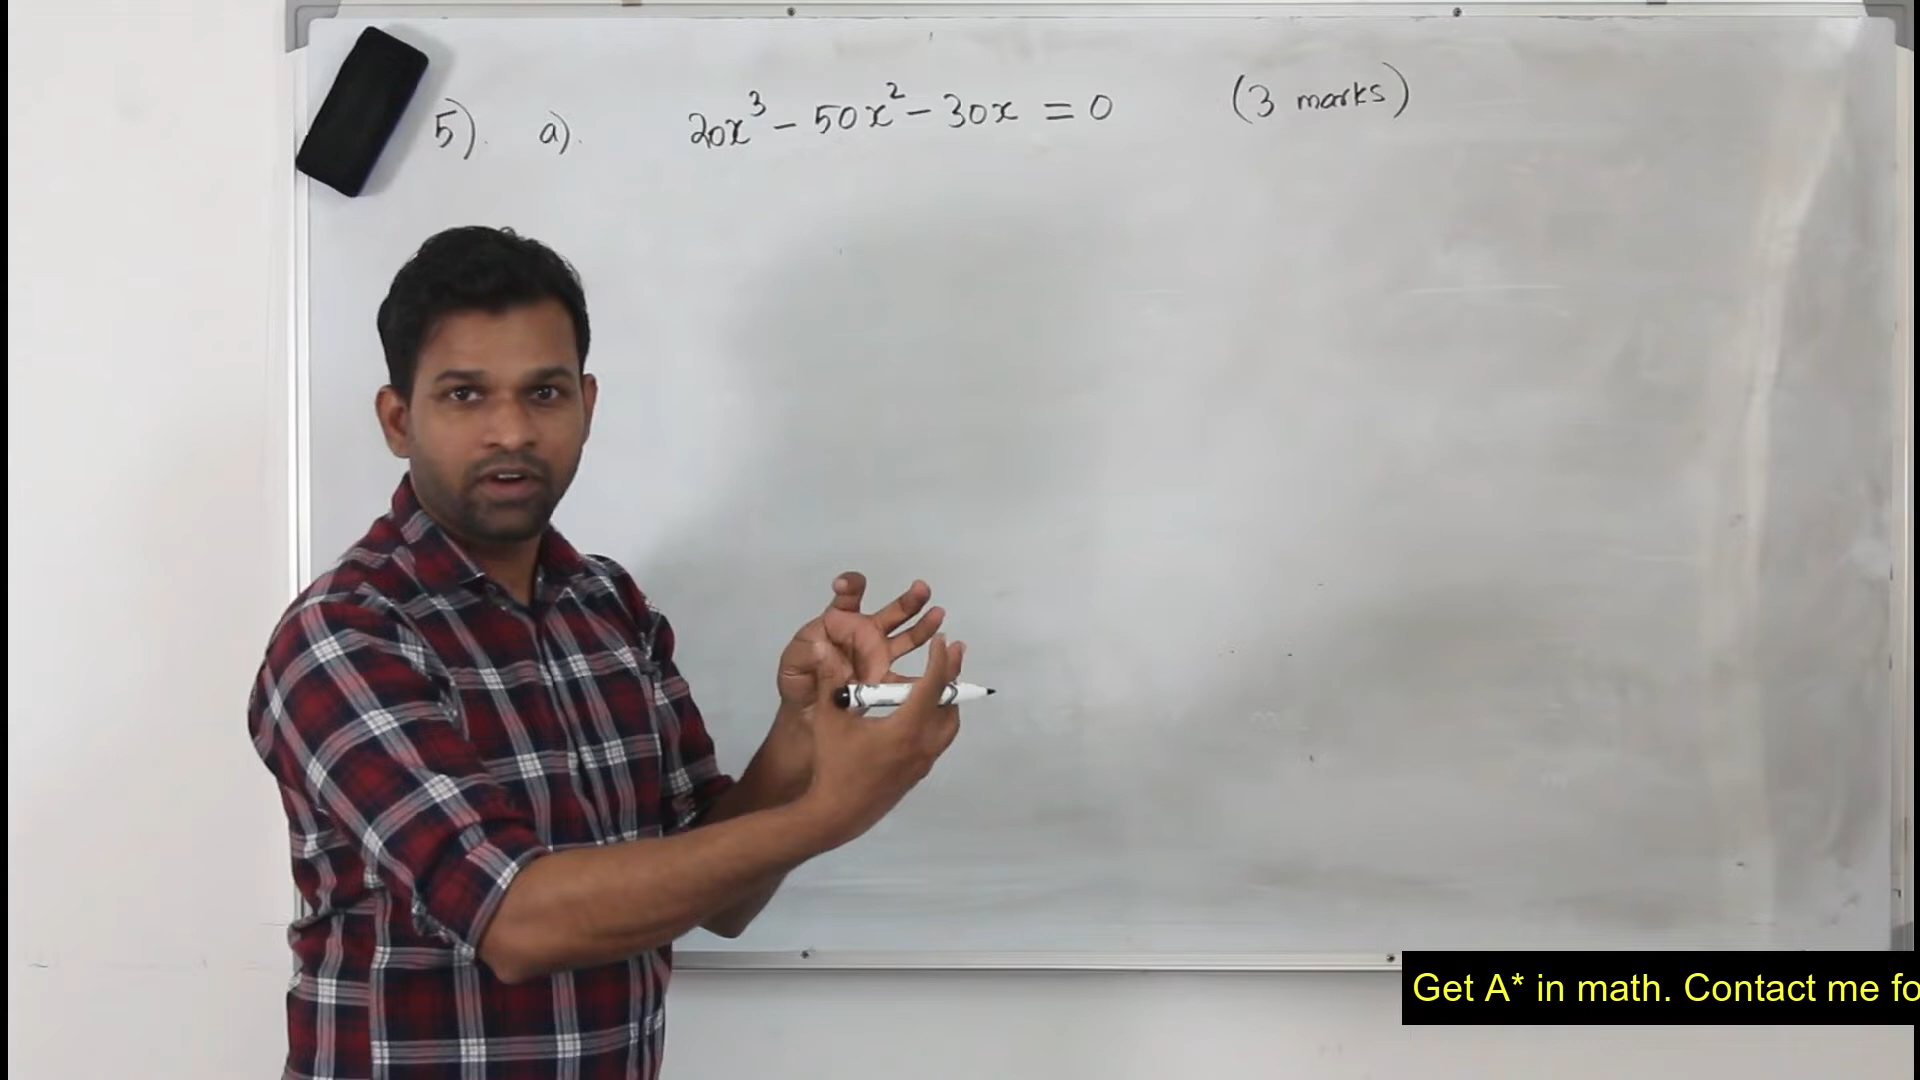 5). a). 20x³ - 50x² - 30x = 0 (3 marks)
Get A* in math. Contact me fo